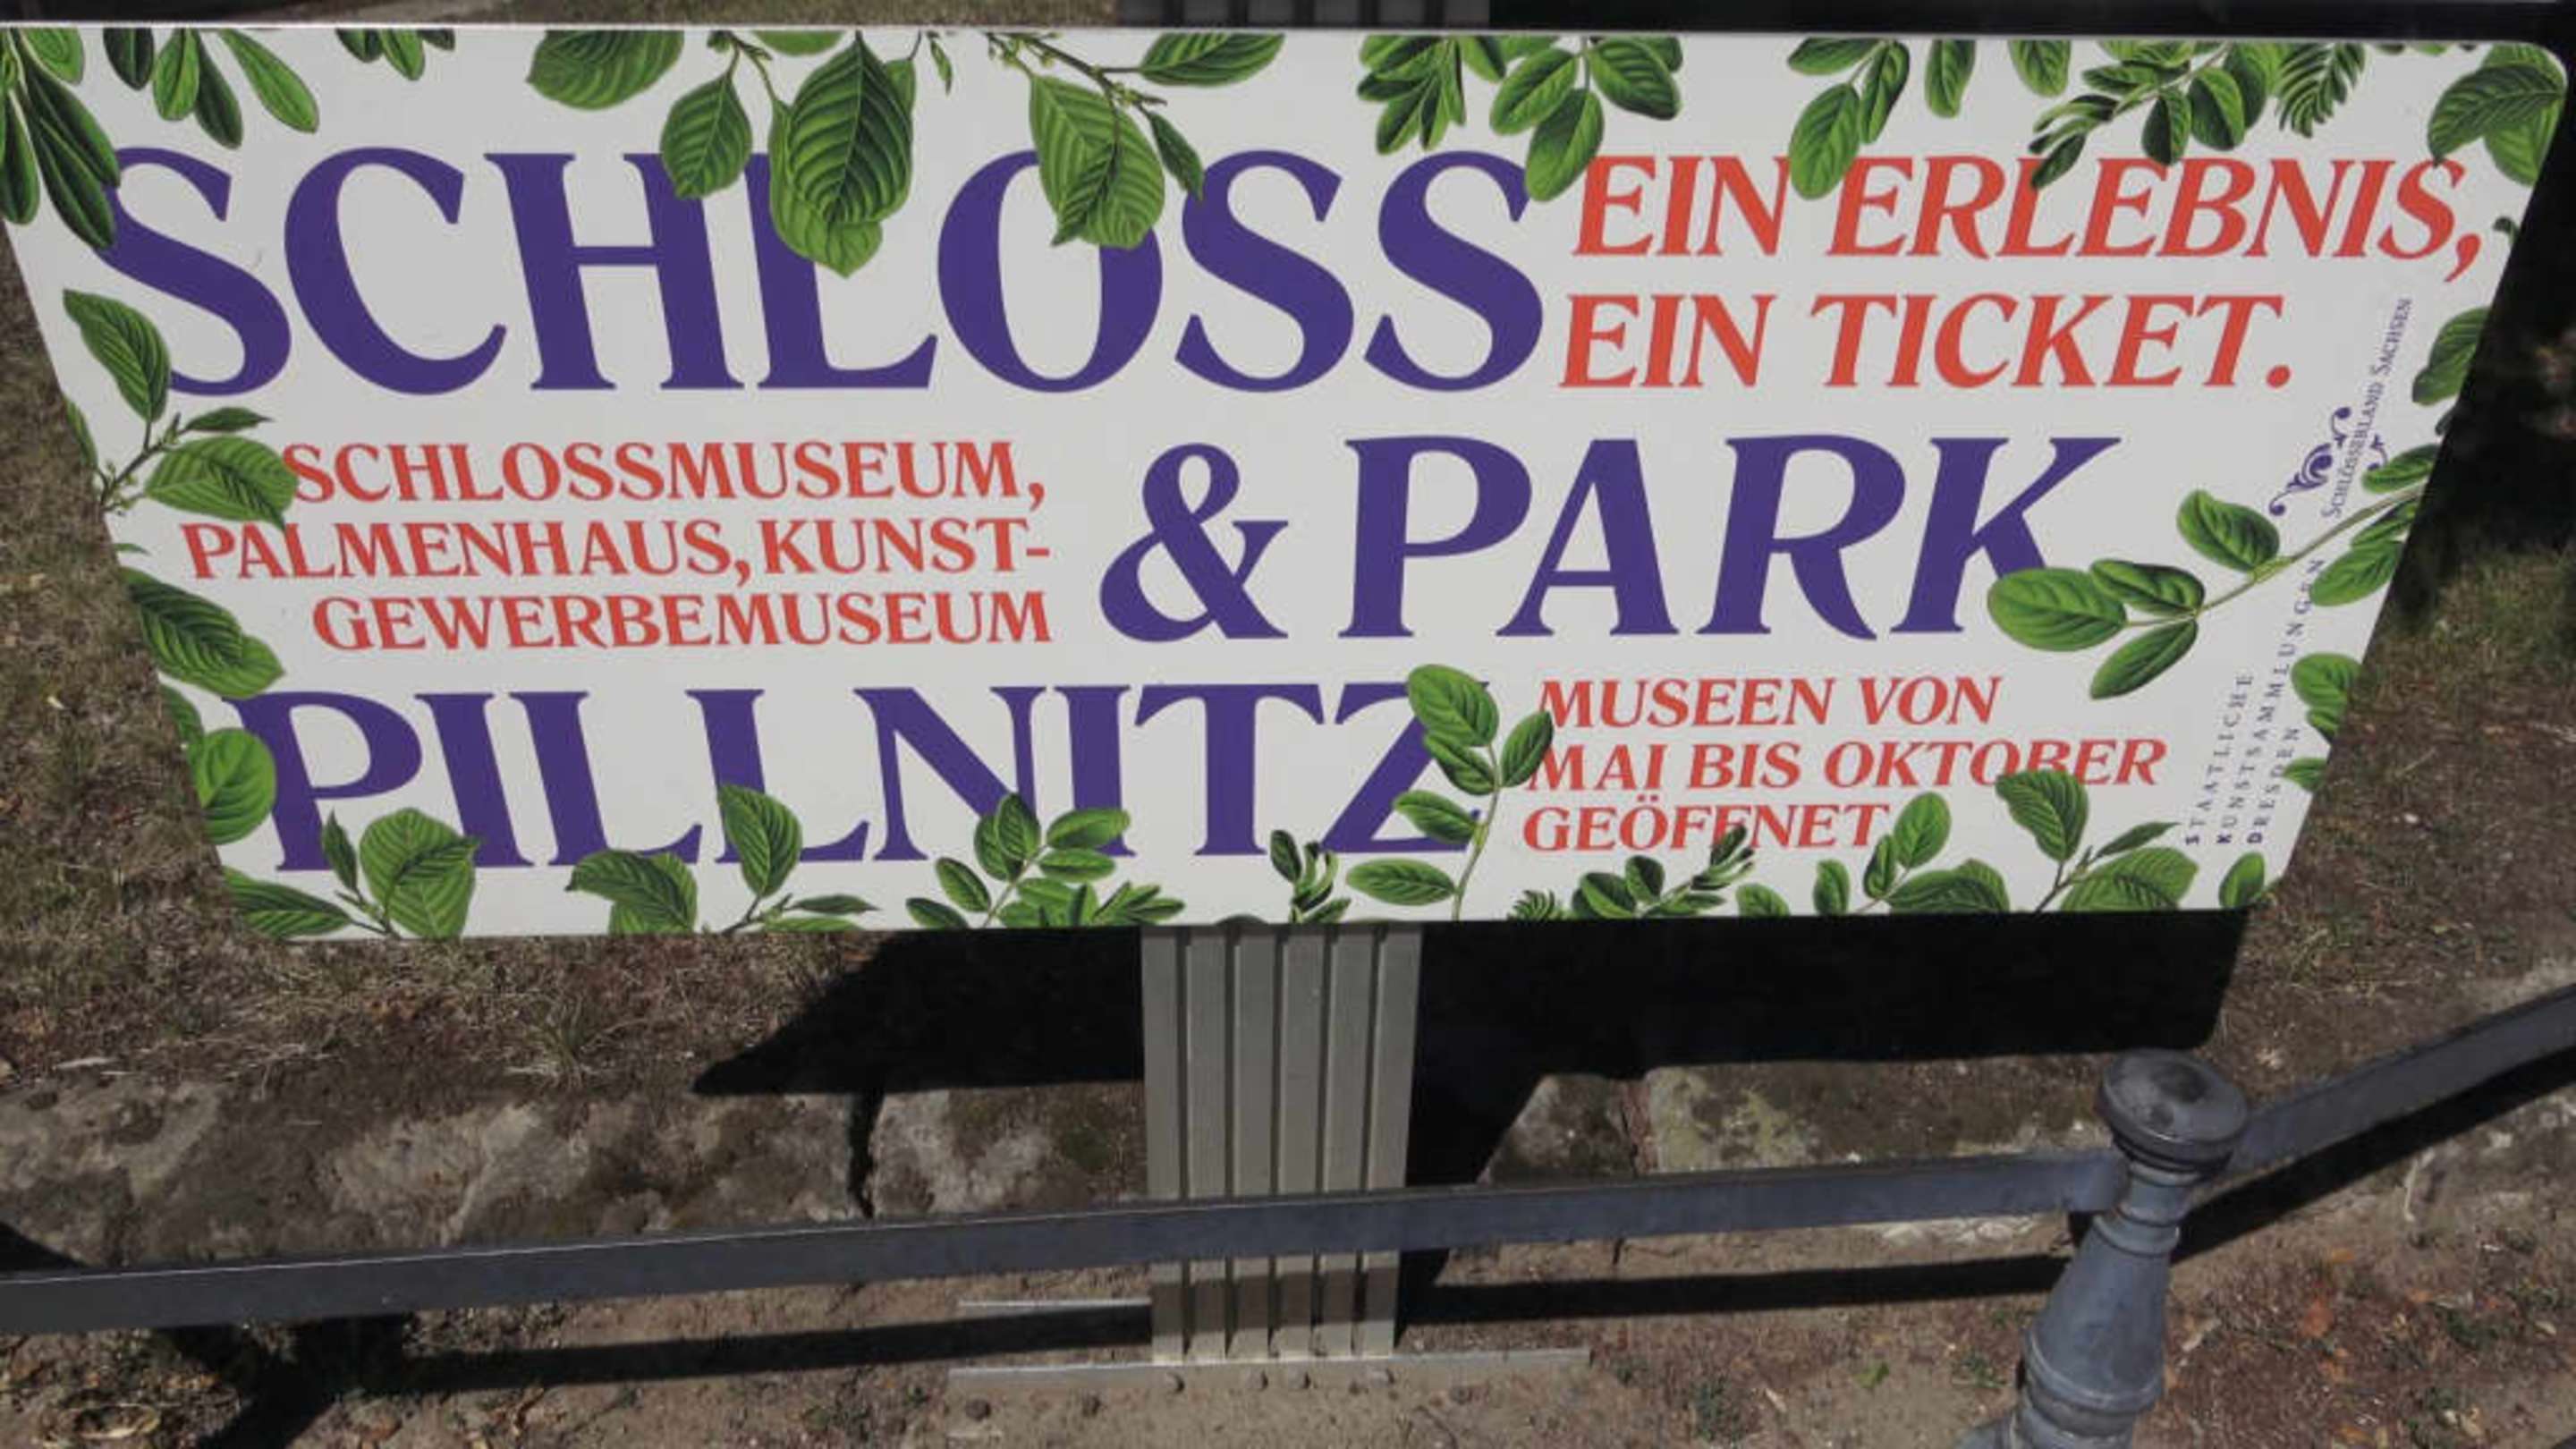 SCHLOSS
EIN ERLEBNIS,
EIN TICKET.
SCHLOSSMUSEUM,
PALMENHAUS, KUNST-
GEWERBEMUSEUM
& PARK
PILLNITZ
MUSEEN VON
MAI BIS OKTOBER
GEÖFFNET
SCHLÖSSERLAND SACHSEN
STAATLICHE
KUNSTSAMMLUNGEN
DRESDEN